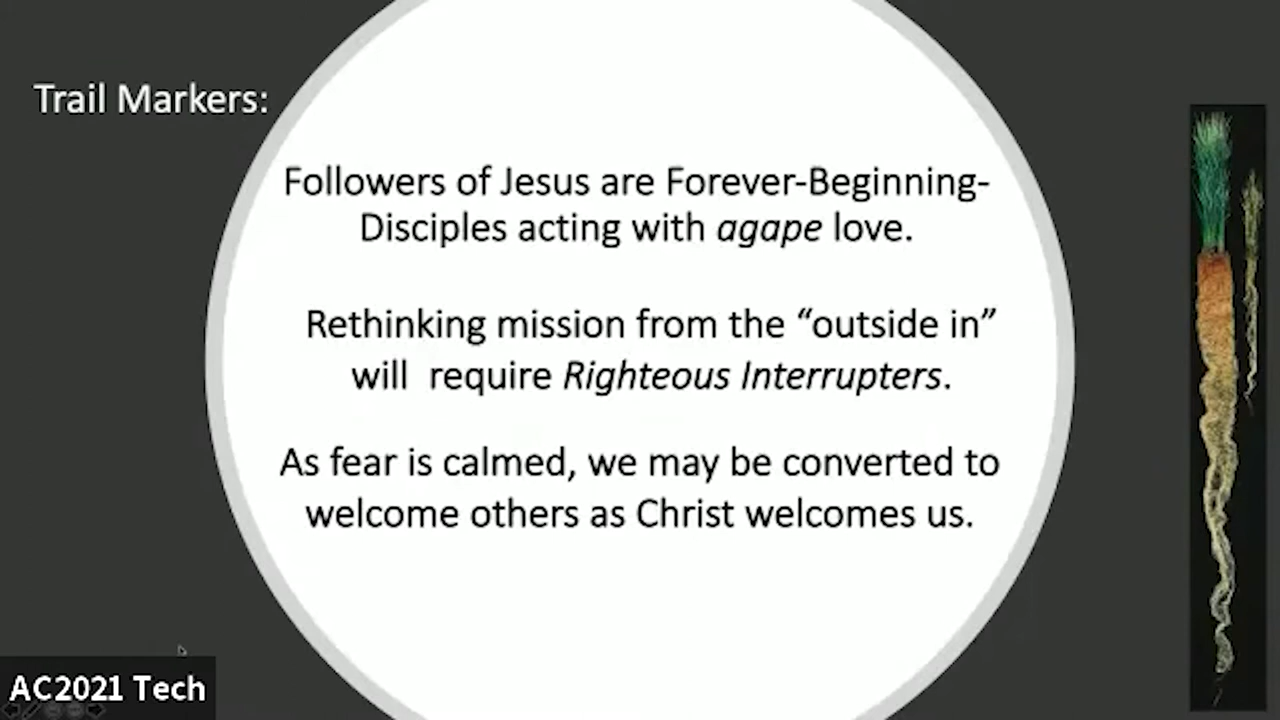 Trail Markers:
Followers of Jesus are Forever-Beginning-
Disciples acting with agape love.
Rethinking mission from the “outside in”
will require Righteous Interrupters.
As fear is calmed, we may be converted to
welcome others as Christ welcomes us.
AC2021 Tech